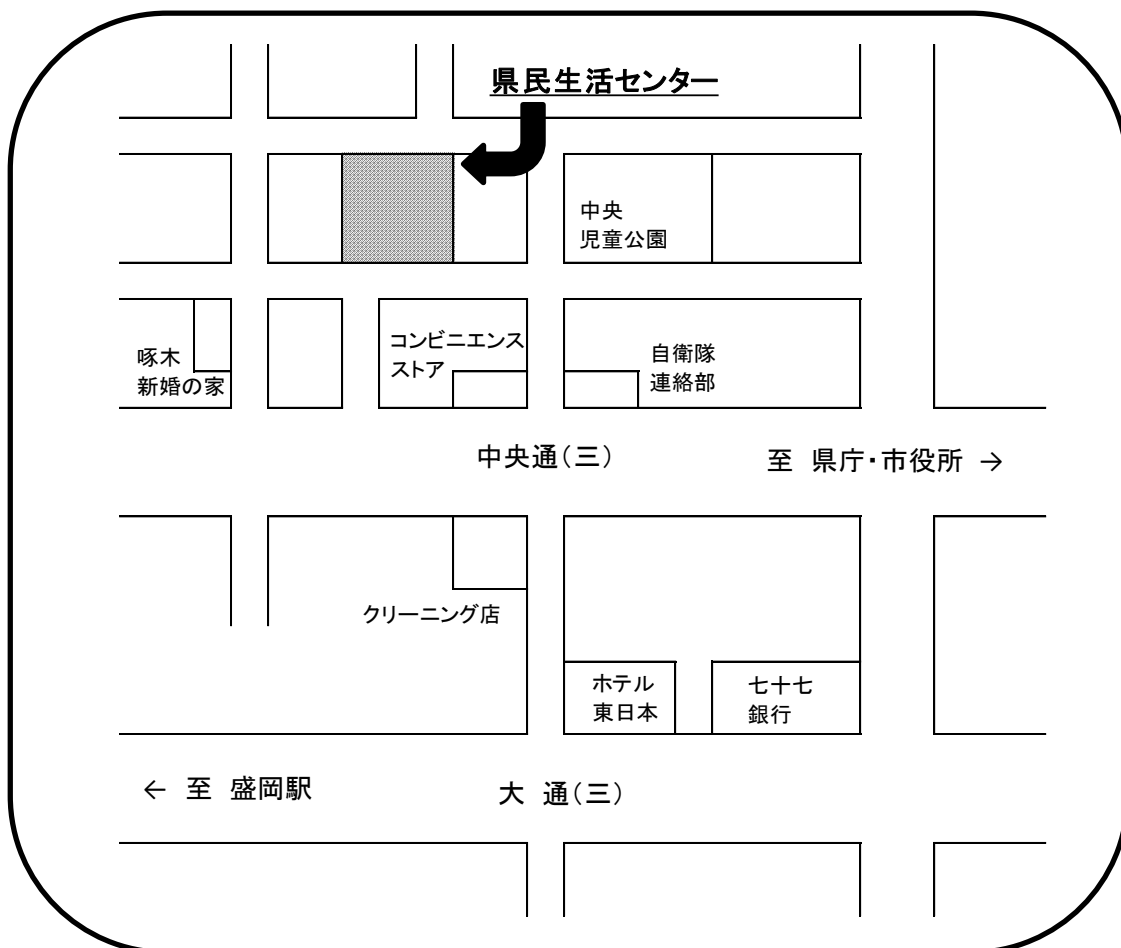 県民生活センター
中央
児童公園
コンビニエンス
ストア
啄木
新婚の家
自衛隊
連絡部
中央通（三）
至 県庁・市役所 →
クリーニング店
ホテル
東日本
七十七
銀行
← 至 盛岡駅
大 通（三）